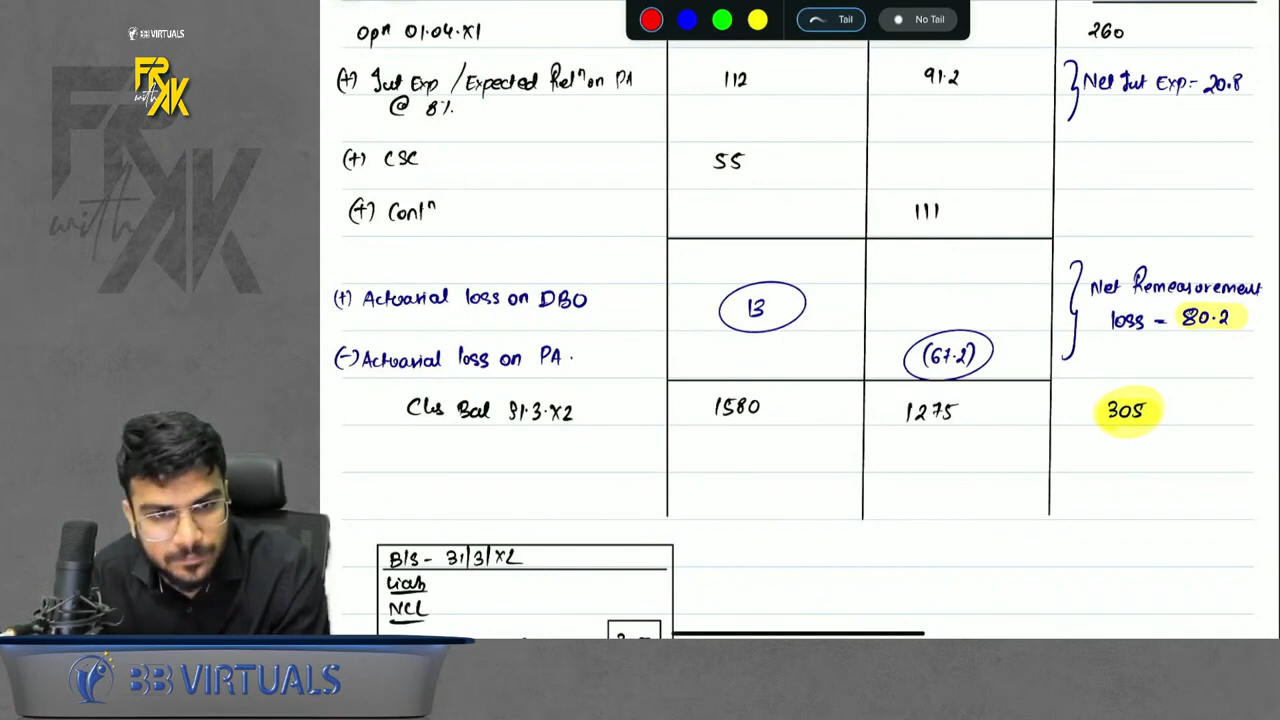 BB VIRTUALS
FR
with
AK
FR
with
AK
Tail
No Tail
Opⁿ 01.04.X1 260
(+) Int Exp / Expected Retⁿ on PA 112 91.2 Net Int Exp - 20.8
@ 8%
(+) CSC 55
(+) Contⁿ 111
(+) Actuarial loss on DBO 13 Net Remeasurement
loss - 80.2
(-) Actuarial loss on PA. (67.2)
Cls Bal 31.3.X2 1580 1275 305
B/S - 31/3/X2
Liab
NCL
BB VIRTUALS